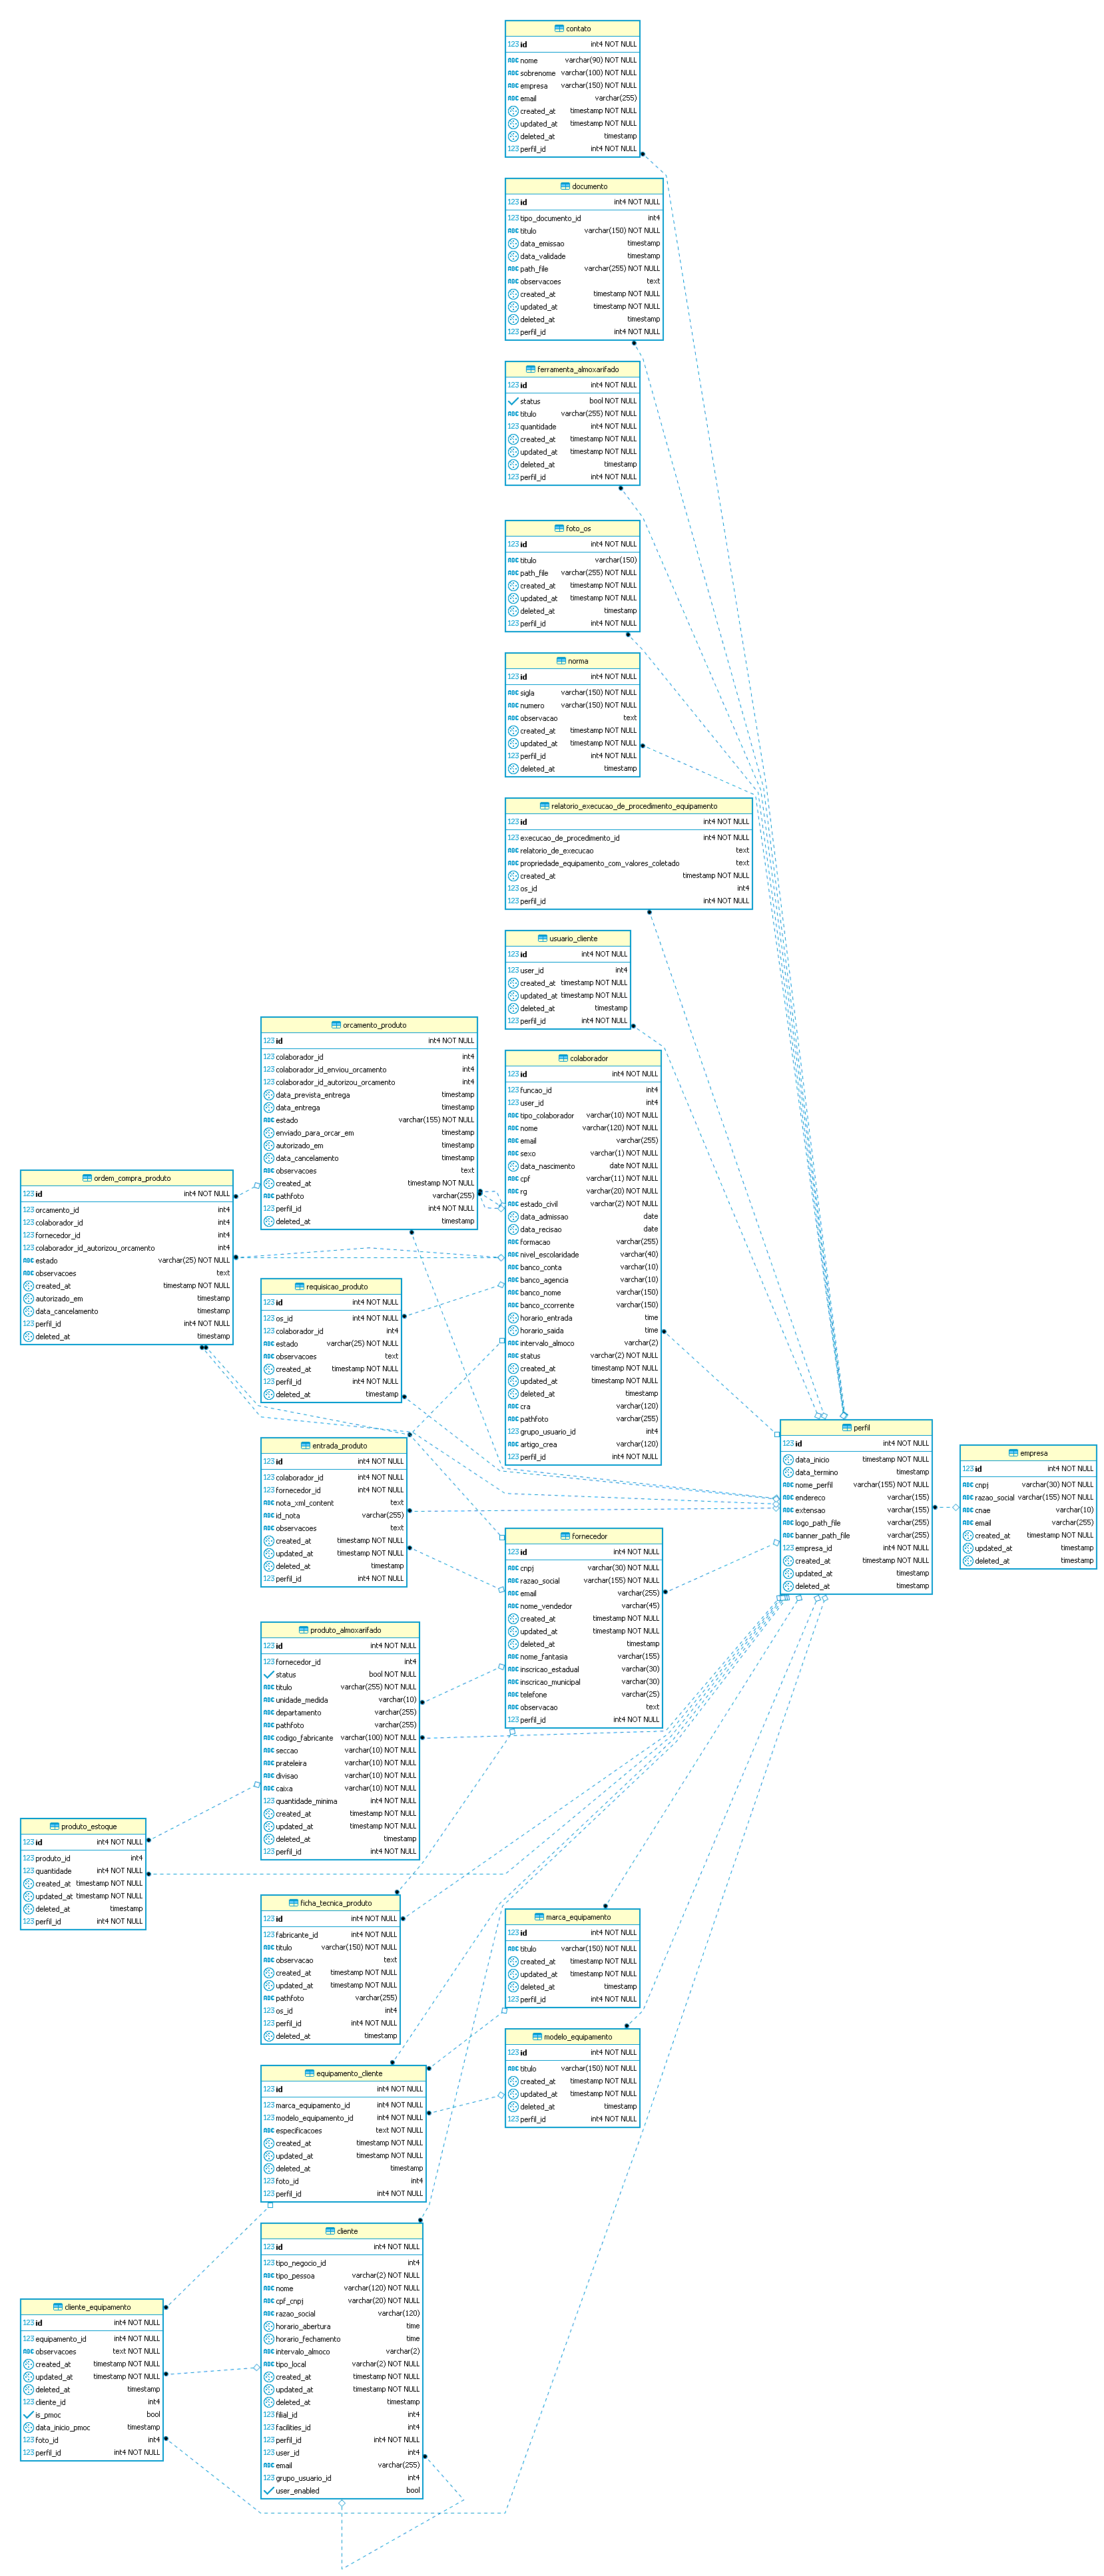 contato
123 id int4 NOT NULL
ABC nome varchar(90) NOT NULL
ABC sobrenome varchar(100) NOT NULL
ABC empresa varchar(150) NOT NULL
ABC email varchar(255)
created_at timestamp NOT NULL
updated_at timestamp NOT NULL
deleted_at timestamp
123 perfil_id int4 NOT NULL
documento
123 id int4 NOT NULL
123 tipo_documento_id int4
ABC titulo varchar(150) NOT NULL
data_emissao timestamp
data_validade timestamp
ABC path_file varchar(255) NOT NULL
ABC observacoes text
created_at timestamp NOT NULL
updated_at timestamp NOT NULL
deleted_at timestamp
123 perfil_id int4 NOT NULL
ferramenta_almoxarifado
123 id int4 NOT NULL
status bool NOT NULL
ABC titulo varchar(255) NOT NULL
123 quantidade int4 NOT NULL
created_at timestamp NOT NULL
updated_at timestamp NOT NULL
deleted_at timestamp
123 perfil_id int4 NOT NULL
foto_os
123 id int4 NOT NULL
ABC titulo varchar(150)
ABC path_file varchar(255) NOT NULL
created_at timestamp NOT NULL
updated_at timestamp NOT NULL
deleted_at timestamp
123 perfil_id int4 NOT NULL
norma
123 id int4 NOT NULL
ABC sigla varchar(150) NOT NULL
ABC numero varchar(150) NOT NULL
ABC observacao text
created_at timestamp NOT NULL
updated_at timestamp NOT NULL
123 perfil_id int4 NOT NULL
deleted_at timestamp
relatorio_execucao_de_procedimento_equipamento
123 id int4 NOT NULL
123 execucao_de_procedimento_id int4 NOT NULL
ABC relatorio_de_execucao text
ABC propriedade_equipamento_com_valores_coletado text
created_at timestamp NOT NULL
123 os_id int4
123 perfil_id int4 NOT NULL
usuario_cliente
123 id int4 NOT NULL
123 user_id int4
created_at timestamp NOT NULL
updated_at timestamp NOT NULL
deleted_at timestamp
123 perfil_id int4 NOT NULL
orcamento_produto
123 id int4 NOT NULL
123 colaborador_id int4
123 colaborador_id_enviou_orcamento int4
123 colaborador_id_autorizou_orcamento int4
data_prevista_entrega timestamp
data_entrega timestamp
ABC estado varchar(155) NOT NULL
enviado_para_orcar_em timestamp
autorizado_em timestamp
data_cancelamento timestamp
ABC observacoes text
created_at timestamp NOT NULL
ABC pathfoto varchar(255)
123 perfil_id int4 NOT NULL
deleted_at timestamp
colaborador
123 id int4 NOT NULL
123 funcao_id int4
123 user_id int4
ABC tipo_colaborador varchar(10) NOT NULL
ABC nome varchar(120) NOT NULL
ABC email varchar(255)
ABC sexo varchar(1) NOT NULL
data_nascimento date NOT NULL
ABC cpf varchar(11) NOT NULL
ABC rg varchar(20) NOT NULL
ABC estado_civil varchar(2) NOT NULL
data_admissao date
data_recisao date
ABC formacao varchar(255)
ABC nivel_escolaridade varchar(40)
ABC banco_conta varchar(10)
ABC banco_agencia varchar(10)
ABC banco_nome varchar(150)
ABC banco_ccorrente varchar(150)
horario_entrada time
horario_saida time
ABC intervalo_almoco varchar(2)
ABC status varchar(2) NOT NULL
created_at timestamp NOT NULL
updated_at timestamp NOT NULL
deleted_at timestamp
ABC cra varchar(120)
ABC pathfoto varchar(255)
123 grupo_usuario_id int4
ABC artigo_crea varchar(120)
123 perfil_id int4 NOT NULL
ordem_compra_produto
123 id int4 NOT NULL
123 orcamento_id int4
123 colaborador_id int4
123 fornecedor_id int4
123 colaborador_id_autorizou_orcamento int4
ABC estado varchar(25) NOT NULL
ABC observacoes text
created_at timestamp NOT NULL
autorizado_em timestamp
data_cancelamento timestamp
123 perfil_id int4 NOT NULL
deleted_at timestamp
requisicao_produto
123 id int4 NOT NULL
123 os_id int4 NOT NULL
123 colaborador_id int4
ABC estado varchar(25) NOT NULL
ABC observacoes text
created_at timestamp NOT NULL
123 perfil_id int4 NOT NULL
deleted_at timestamp
perfil
123 id int4 NOT NULL
data_inicio timestamp NOT NULL
data_termino timestamp
ABC nome_perfil varchar(155) NOT NULL
ABC endereco varchar(155)
ABC extensao varchar(155)
ABC logo_path_file varchar(255)
ABC banner_path_file varchar(255)
123 empresa_id int4 NOT NULL
created_at timestamp NOT NULL
updated_at timestamp
deleted_at timestamp
empresa
123 id int4 NOT NULL
ABC cnpj varchar(30) NOT NULL
ABC razao_social varchar(155) NOT NULL
ABC cnae varchar(10)
ABC email varchar(255)
created_at timestamp NOT NULL
updated_at timestamp
deleted_at timestamp
entrada_produto
123 id int4 NOT NULL
123 colaborador_id int4 NOT NULL
123 fornecedor_id int4 NOT NULL
ABC nota_xml_content text
ABC id_nota varchar(255)
ABC observacoes text
created_at timestamp NOT NULL
updated_at timestamp NOT NULL
deleted_at timestamp
123 perfil_id int4 NOT NULL
fornecedor
123 id int4 NOT NULL
ABC cnpj varchar(30) NOT NULL
ABC razao_social varchar(155) NOT NULL
ABC email varchar(255)
ABC nome_vendedor varchar(45)
created_at timestamp NOT NULL
updated_at timestamp NOT NULL
deleted_at timestamp
ABC nome_fantasia varchar(155)
ABC inscricao_estadual varchar(30)
ABC inscricao_municipal varchar(30)
ABC telefone varchar(25)
ABC observacao text
123 perfil_id int4 NOT NULL
produto_almoxarifado
123 id int4 NOT NULL
123 fornecedor_id int4
status bool NOT NULL
ABC titulo varchar(255) NOT NULL
ABC unidade_medida varchar(10)
ABC departamento varchar(255)
ABC pathfoto varchar(255)
ABC codigo_fabricante varchar(100) NOT NULL
ABC seccao varchar(10) NOT NULL
ABC prateleira varchar(10) NOT NULL
ABC divisao varchar(10) NOT NULL
ABC caixa varchar(10) NOT NULL
123 quantidade_minima int4 NOT NULL
created_at timestamp NOT NULL
updated_at timestamp NOT NULL
deleted_at timestamp
123 perfil_id int4 NOT NULL
produto_estoque
123 id int4 NOT NULL
123 produto_id int4
123 quantidade int4 NOT NULL
created_at timestamp NOT NULL
updated_at timestamp NOT NULL
deleted_at timestamp
123 perfil_id int4 NOT NULL
ficha_tecnica_produto
123 id int4 NOT NULL
123 fabricante_id int4 NOT NULL
ABC titulo varchar(150) NOT NULL
ABC observacao text
created_at timestamp NOT NULL
updated_at timestamp NOT NULL
ABC pathfoto varchar(255)
123 os_id int4
123 perfil_id int4 NOT NULL
deleted_at timestamp
marca_equipamento
123 id int4 NOT NULL
ABC titulo varchar(150) NOT NULL
created_at timestamp NOT NULL
updated_at timestamp NOT NULL
deleted_at timestamp
123 perfil_id int4 NOT NULL
modelo_equipamento
123 id int4 NOT NULL
ABC titulo varchar(150) NOT NULL
created_at timestamp NOT NULL
updated_at timestamp NOT NULL
deleted_at timestamp
123 perfil_id int4 NOT NULL
equipamento_cliente
123 id int4 NOT NULL
123 marca_equipamento_id int4 NOT NULL
123 modelo_equipamento_id int4 NOT NULL
ABC especificacoes text NOT NULL
created_at timestamp NOT NULL
updated_at timestamp NOT NULL
deleted_at timestamp
123 foto_id int4
123 perfil_id int4 NOT NULL
cliente
123 id int4 NOT NULL
123 tipo_negocio_id int4
ABC tipo_pessoa varchar(2) NOT NULL
ABC nome varchar(120) NOT NULL
ABC cpf_cnpj varchar(20) NOT NULL
ABC razao_social varchar(120)
horario_abertura time
horario_fechamento time
ABC intervalo_almoco varchar(2)
ABC tipo_local varchar(2) NOT NULL
created_at timestamp NOT NULL
updated_at timestamp NOT NULL
deleted_at timestamp
123 filial_id int4
123 facilities_id int4
123 perfil_id int4 NOT NULL
123 user_id int4
ABC email varchar(255)
123 grupo_usuario_id int4
user_enabled bool
cliente_equipamento
123 id int4 NOT NULL
123 equipamento_id int4 NOT NULL
ABC observacoes text NOT NULL
created_at timestamp NOT NULL
updated_at timestamp NOT NULL
deleted_at timestamp
123 cliente_id int4
is_pmoc bool
data_inicio_pmoc timestamp
123 foto_id int4
123 perfil_id int4 NOT NULL